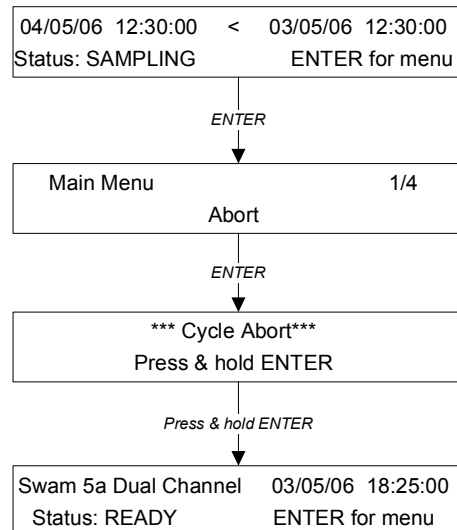 04/05/06 12:30:00 < 03/05/06 12:30:00
Status: SAMPLING ENTER for menu
ENTER
Main Menu 1/4
Abort
ENTER
*** Cycle Abort***
Press & hold ENTER
Press & hold ENTER
Swam 5a Dual Channel 03/05/06 18:25:00
Status: READY ENTER for menu